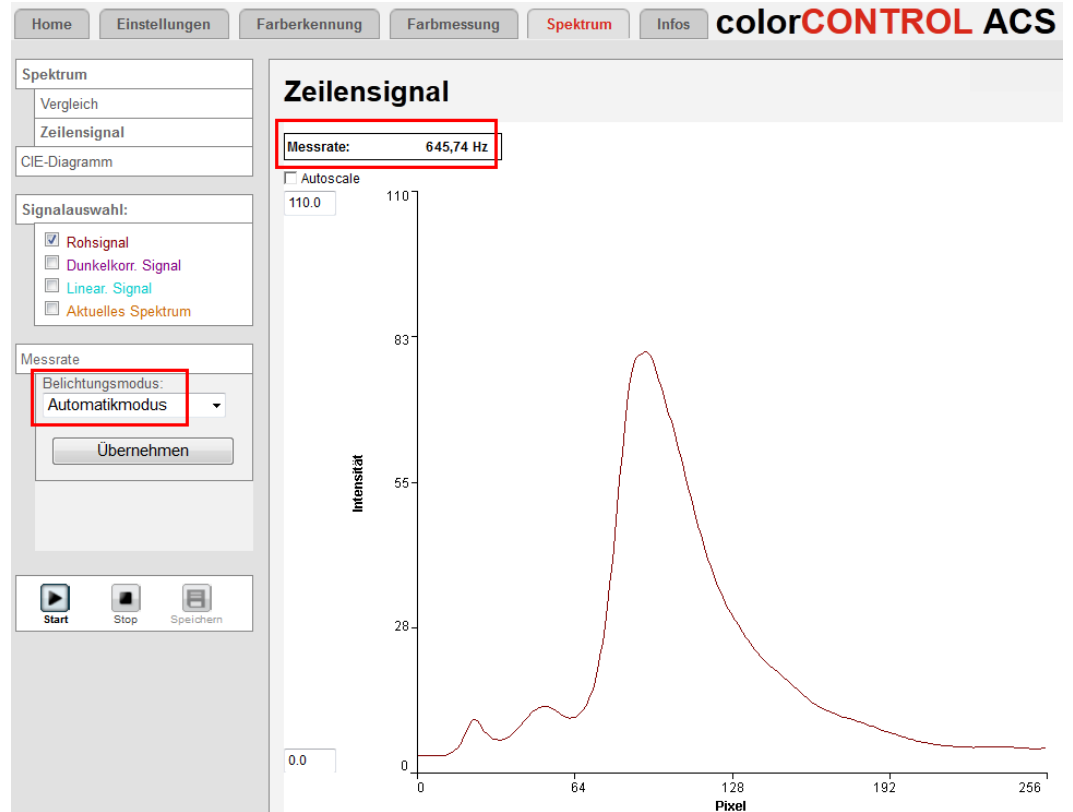 Home Einstellungen Farberkennung Farbmessung Spektrum Infos colorCONTROL ACS
Spektrum
Vergleich
Zeilensignal
CIE-Diagramm
Signalauswahl:
Rohsignal
Dunkelkorr. Signal
Linear. Signal
Aktuelles Spektrum
Messrate
Belichtungsmodus:
Automatikmodus
Übernehmen
Start Stop Speichern
Zeilensignal
Messrate: 645,74 Hz
Autoscale
110.0
110
83
Intensität
55
28
0.0
0
0 64 128 192 256
Pixel